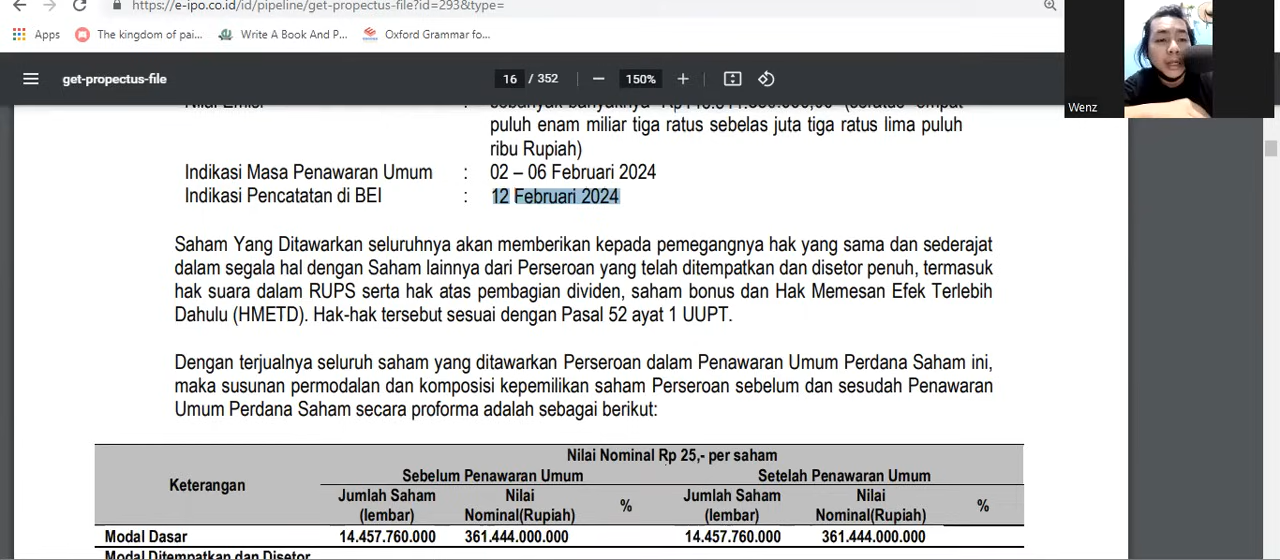 https://e-ipo.co.id/id/pipeline/get-propectus-file?id=293&type=
Apps The kingdom of pai... Write A Book And P... Oxford Grammar fo...
Wenz
get-propectus-file 16 / 352 150%
puluh enam miliar tiga ratus sebelas juta tiga ratus lima puluh
ribu Rupiah)
Indikasi Masa Penawaran Umum : 02 – 06 Februari 2024
Indikasi Pencatatan di BEI : 12 Februari 2024
Saham Yang Ditawarkan seluruhnya akan memberikan kepada pemegangnya hak yang sama dan sederajat
dalam segala hal dengan Saham lainnya dari Perseroan yang telah ditempatkan dan disetor penuh, termasuk
hak suara dalam RUPS serta hak atas pembagian dividen, saham bonus dan Hak Memesan Efek Terlebih
Dahulu (HMETD). Hak-hak tersebut sesuai dengan Pasal 52 ayat 1 UUPT.
Dengan terjualnya seluruh saham yang ditawarkan Perseroan dalam Penawaran Umum Perdana Saham ini,
maka susunan permodalan dan komposisi kepemilikan saham Perseroan sebelum dan sesudah Penawaran
Umum Perdana Saham secara proforma adalah sebagai berikut:
Nilai Nominal Rp 25,- per saham
Keterangan Sebelum Penawaran Umum Setelah Penawaran Umum
Jumlah Saham Nilai % Jumlah Saham Nilai %
(lembar) Nominal(Rupiah) (lembar) Nominal(Rupiah)
Modal Dasar 14.457.760.000 361.444.000.000 14.457.760.000 361.444.000.000
Modal Ditempatkan dan Disetor